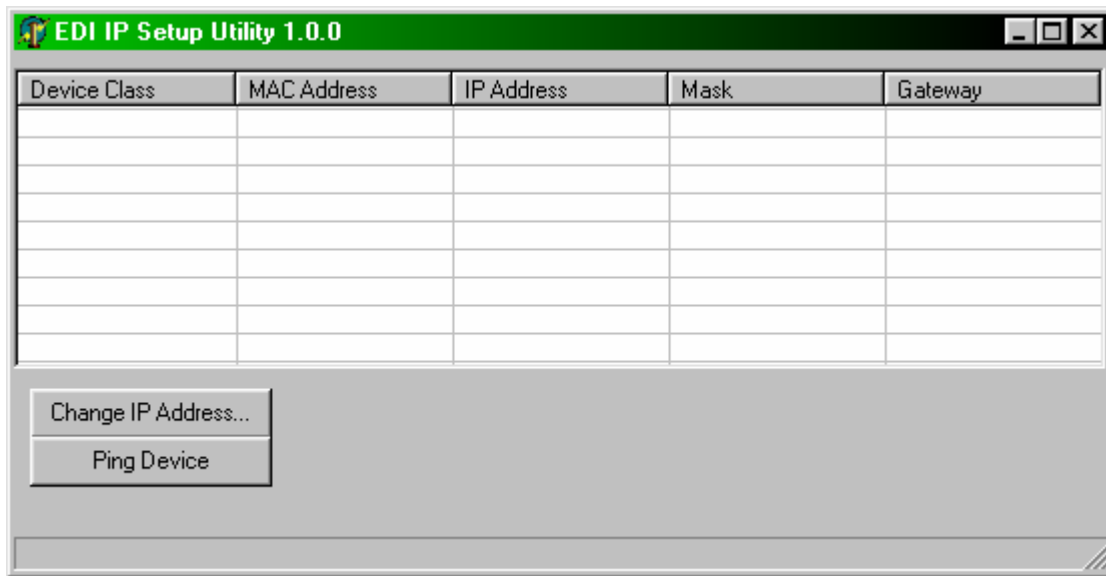 EDI IP Setup Utility 1.0.0
Device Class MAC Address IP Address Mask Gateway
Change IP Address...
Ping Device